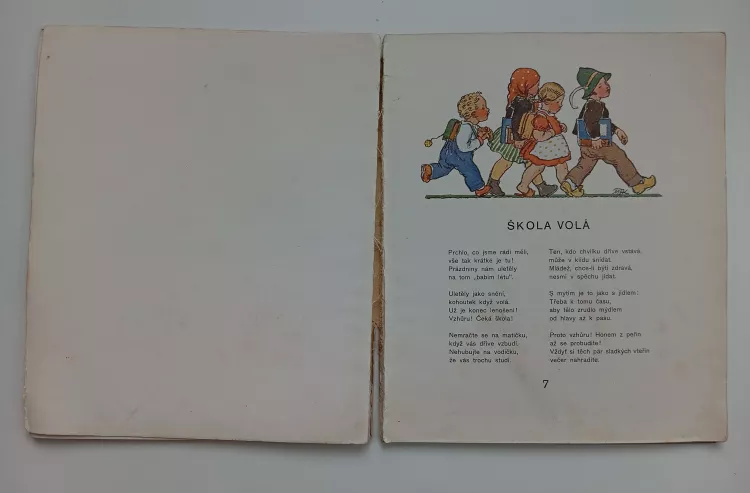 ŠKOLA VOLÁ
Prchlo, co jsme rádi měli,
vše tak krátké je tu!
Prázdniny nám uletěly
na tom „babím létu".
Uletěly jako snění,
kohoutek když volá.
Už je konec lenošení!
Vzhůru! Čeká škola!
Nemračte se na matičku,
když vás dříve vzbudí.
Nehubujte na vodičku,
že vás trochu studí.
Ten, kdo chvilku dříve vstává,
může v klidu snídat.
Mládež, chce-li býti zdravá,
nesmí v spěchu jídat.
S mytím je to jako s jídlem:
Třeba k tomu času,
aby tělo zrudlo mýdlem
od hlavy až k pasu.
Proto vzhůru! Honem z peřin
až se probudíte!
Vždyť si těch pár sladkých vteřin
večer nahradíte.
7